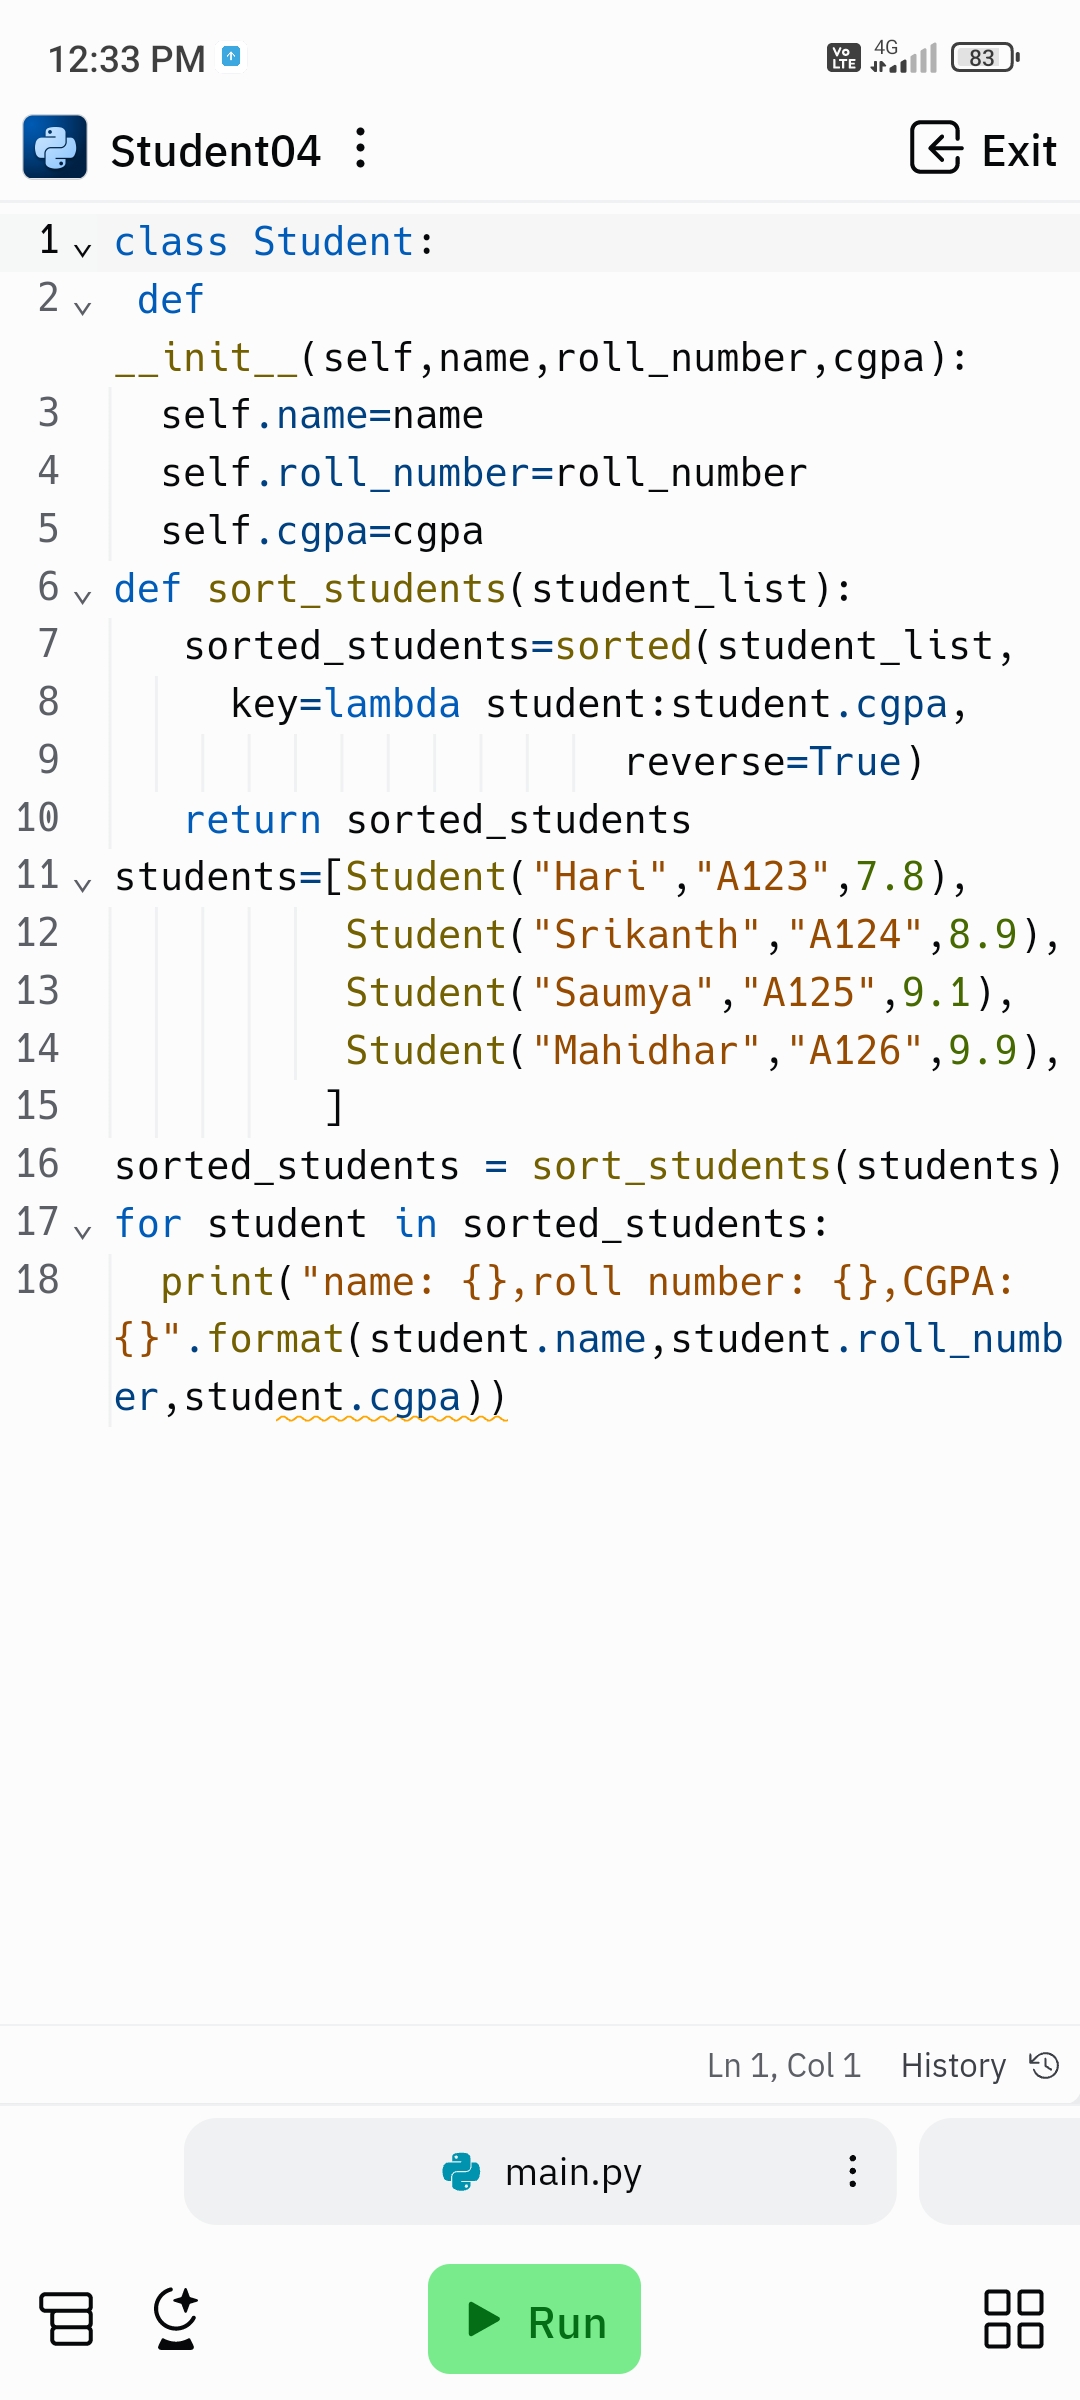 12:33 PM
Vo LTE 4G 83
Student04
Exit
1 class Student:
2 def
__init__(self,name,roll_number,cgpa):
3 self.name=name
4 self.roll_number=roll_number
5 self.cgpa=cgpa
6 def sort_students(student_list):
7 sorted_students=sorted(student_list,
8 key=lambda student:student.cgpa,
9 reverse=True)
10 return sorted_students
11 students=[Student("Hari","A123",7.8),
12 Student("Srikanth","A124",8.9),
13 Student("Saumya","A125",9.1),
14 Student("Mahidhar","A126",9.9),
15 ]
16 sorted_students = sort_students(students)
17 for student in sorted_students:
18 print("name: {},roll number: {},CGPA:
{}".format(student.name,student.roll_numb
er,student.cgpa))
Ln 1, Col 1 History
main.py
Run